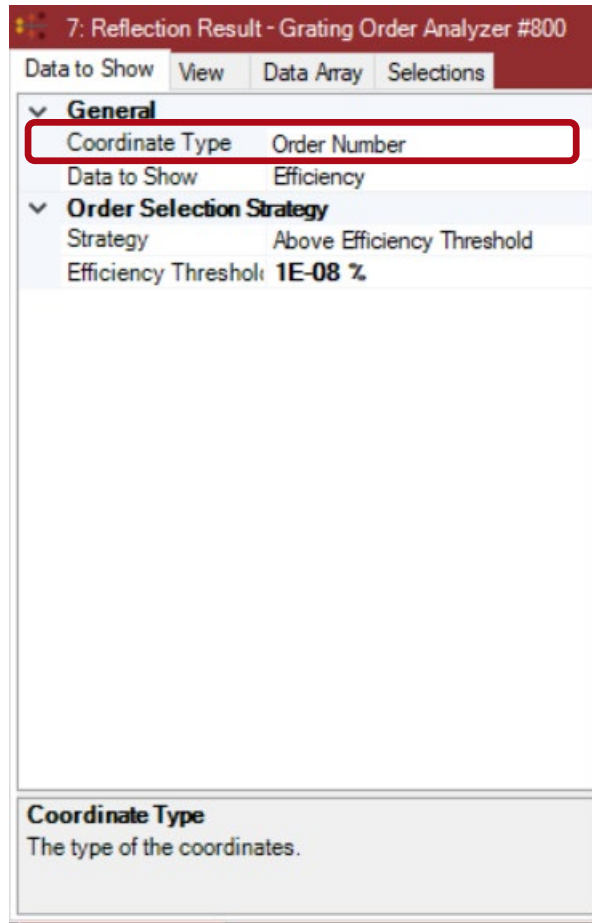 7: Reflection Result - Grating Order Analyzer #800
Data to Show View Data Array Selections
General
Coordinate Type Order Number
Data to Show Efficiency
Order Selection Strategy
Strategy Above Efficiency Threshold
Efficiency Threshol 1E-08 %
Coordinate Type
The type of the coordinates.